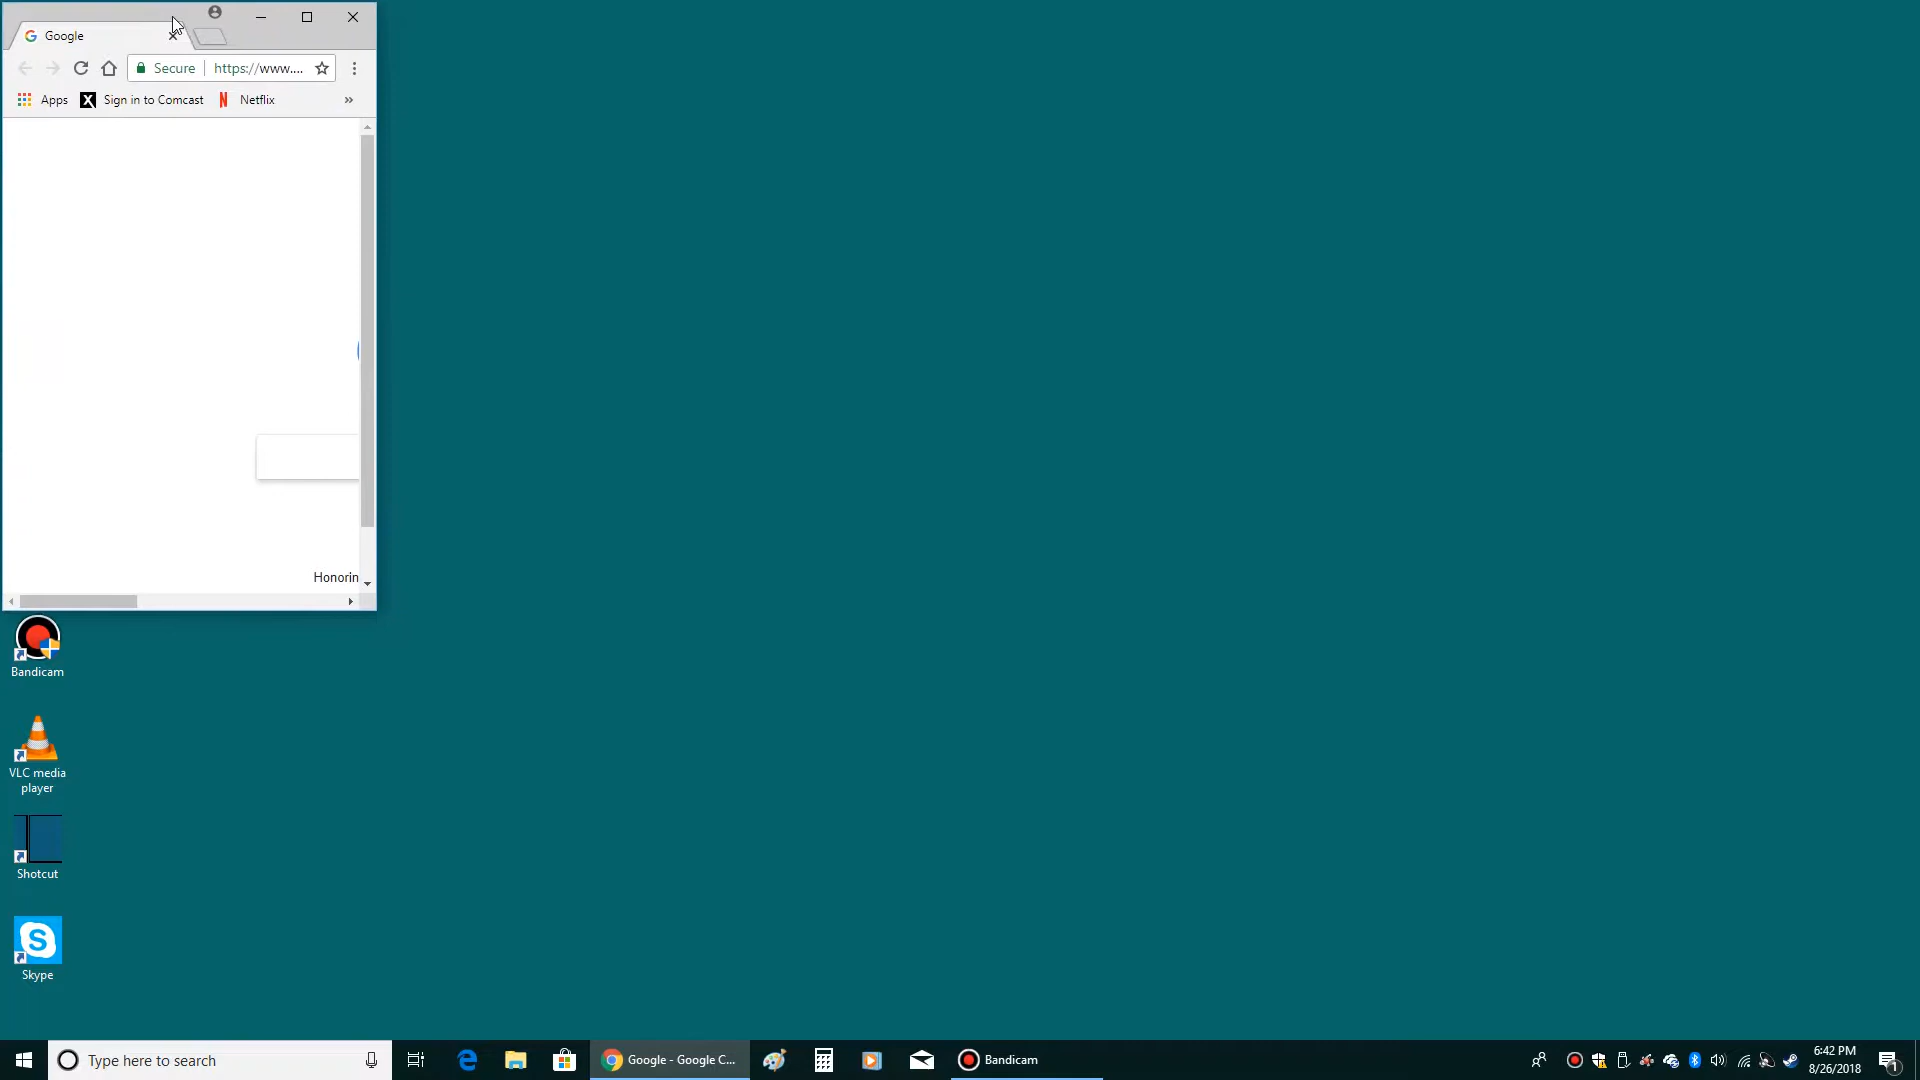 Google
Secure
https://www....
Apps
Sign in to Comcast
Netflix
Honorin
Bandicam
VLC media
player
Shotcut
Skype
Type here to search
Google - Google C...
Bandicam
6:42 PM
8/26/2018
1